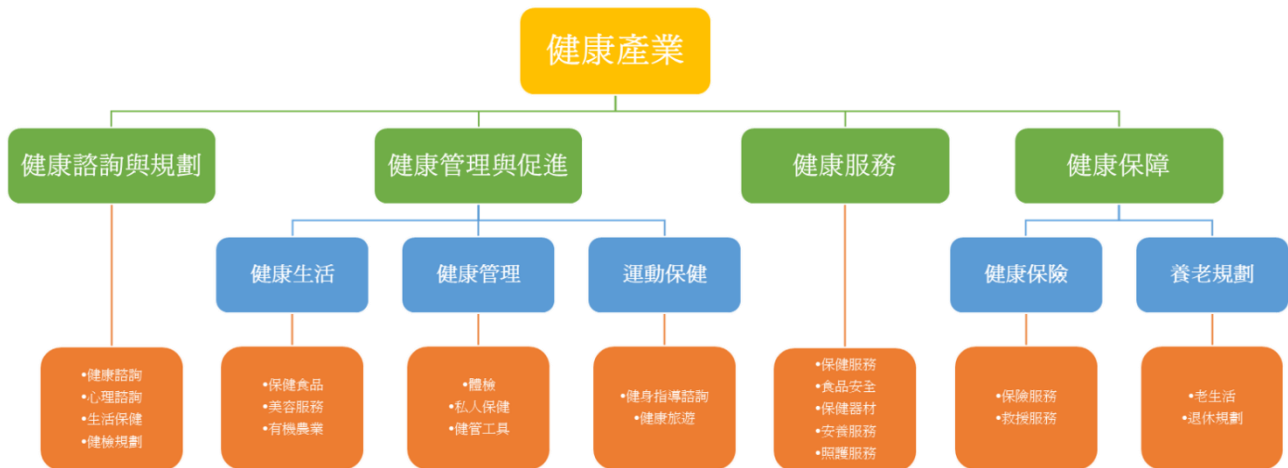 健康產業
健康諮詢與規劃
健康管理與促進
健康服務
健康保障
健康生活
健康管理
運動保健
健康保險
養老規劃
•健康諮詢
•心理諮詢
•生活保健
•健檢規劃
•保健食品
•美容服務
•有機農業
•體檢
•私人保健
•健管工具
•健身指導諮詢
•健康旅遊
•保健服務
•食品安全
•保健器材
•安養服務
•照護服務
•保險服務
•救援服務
•老生活
•退休規劃